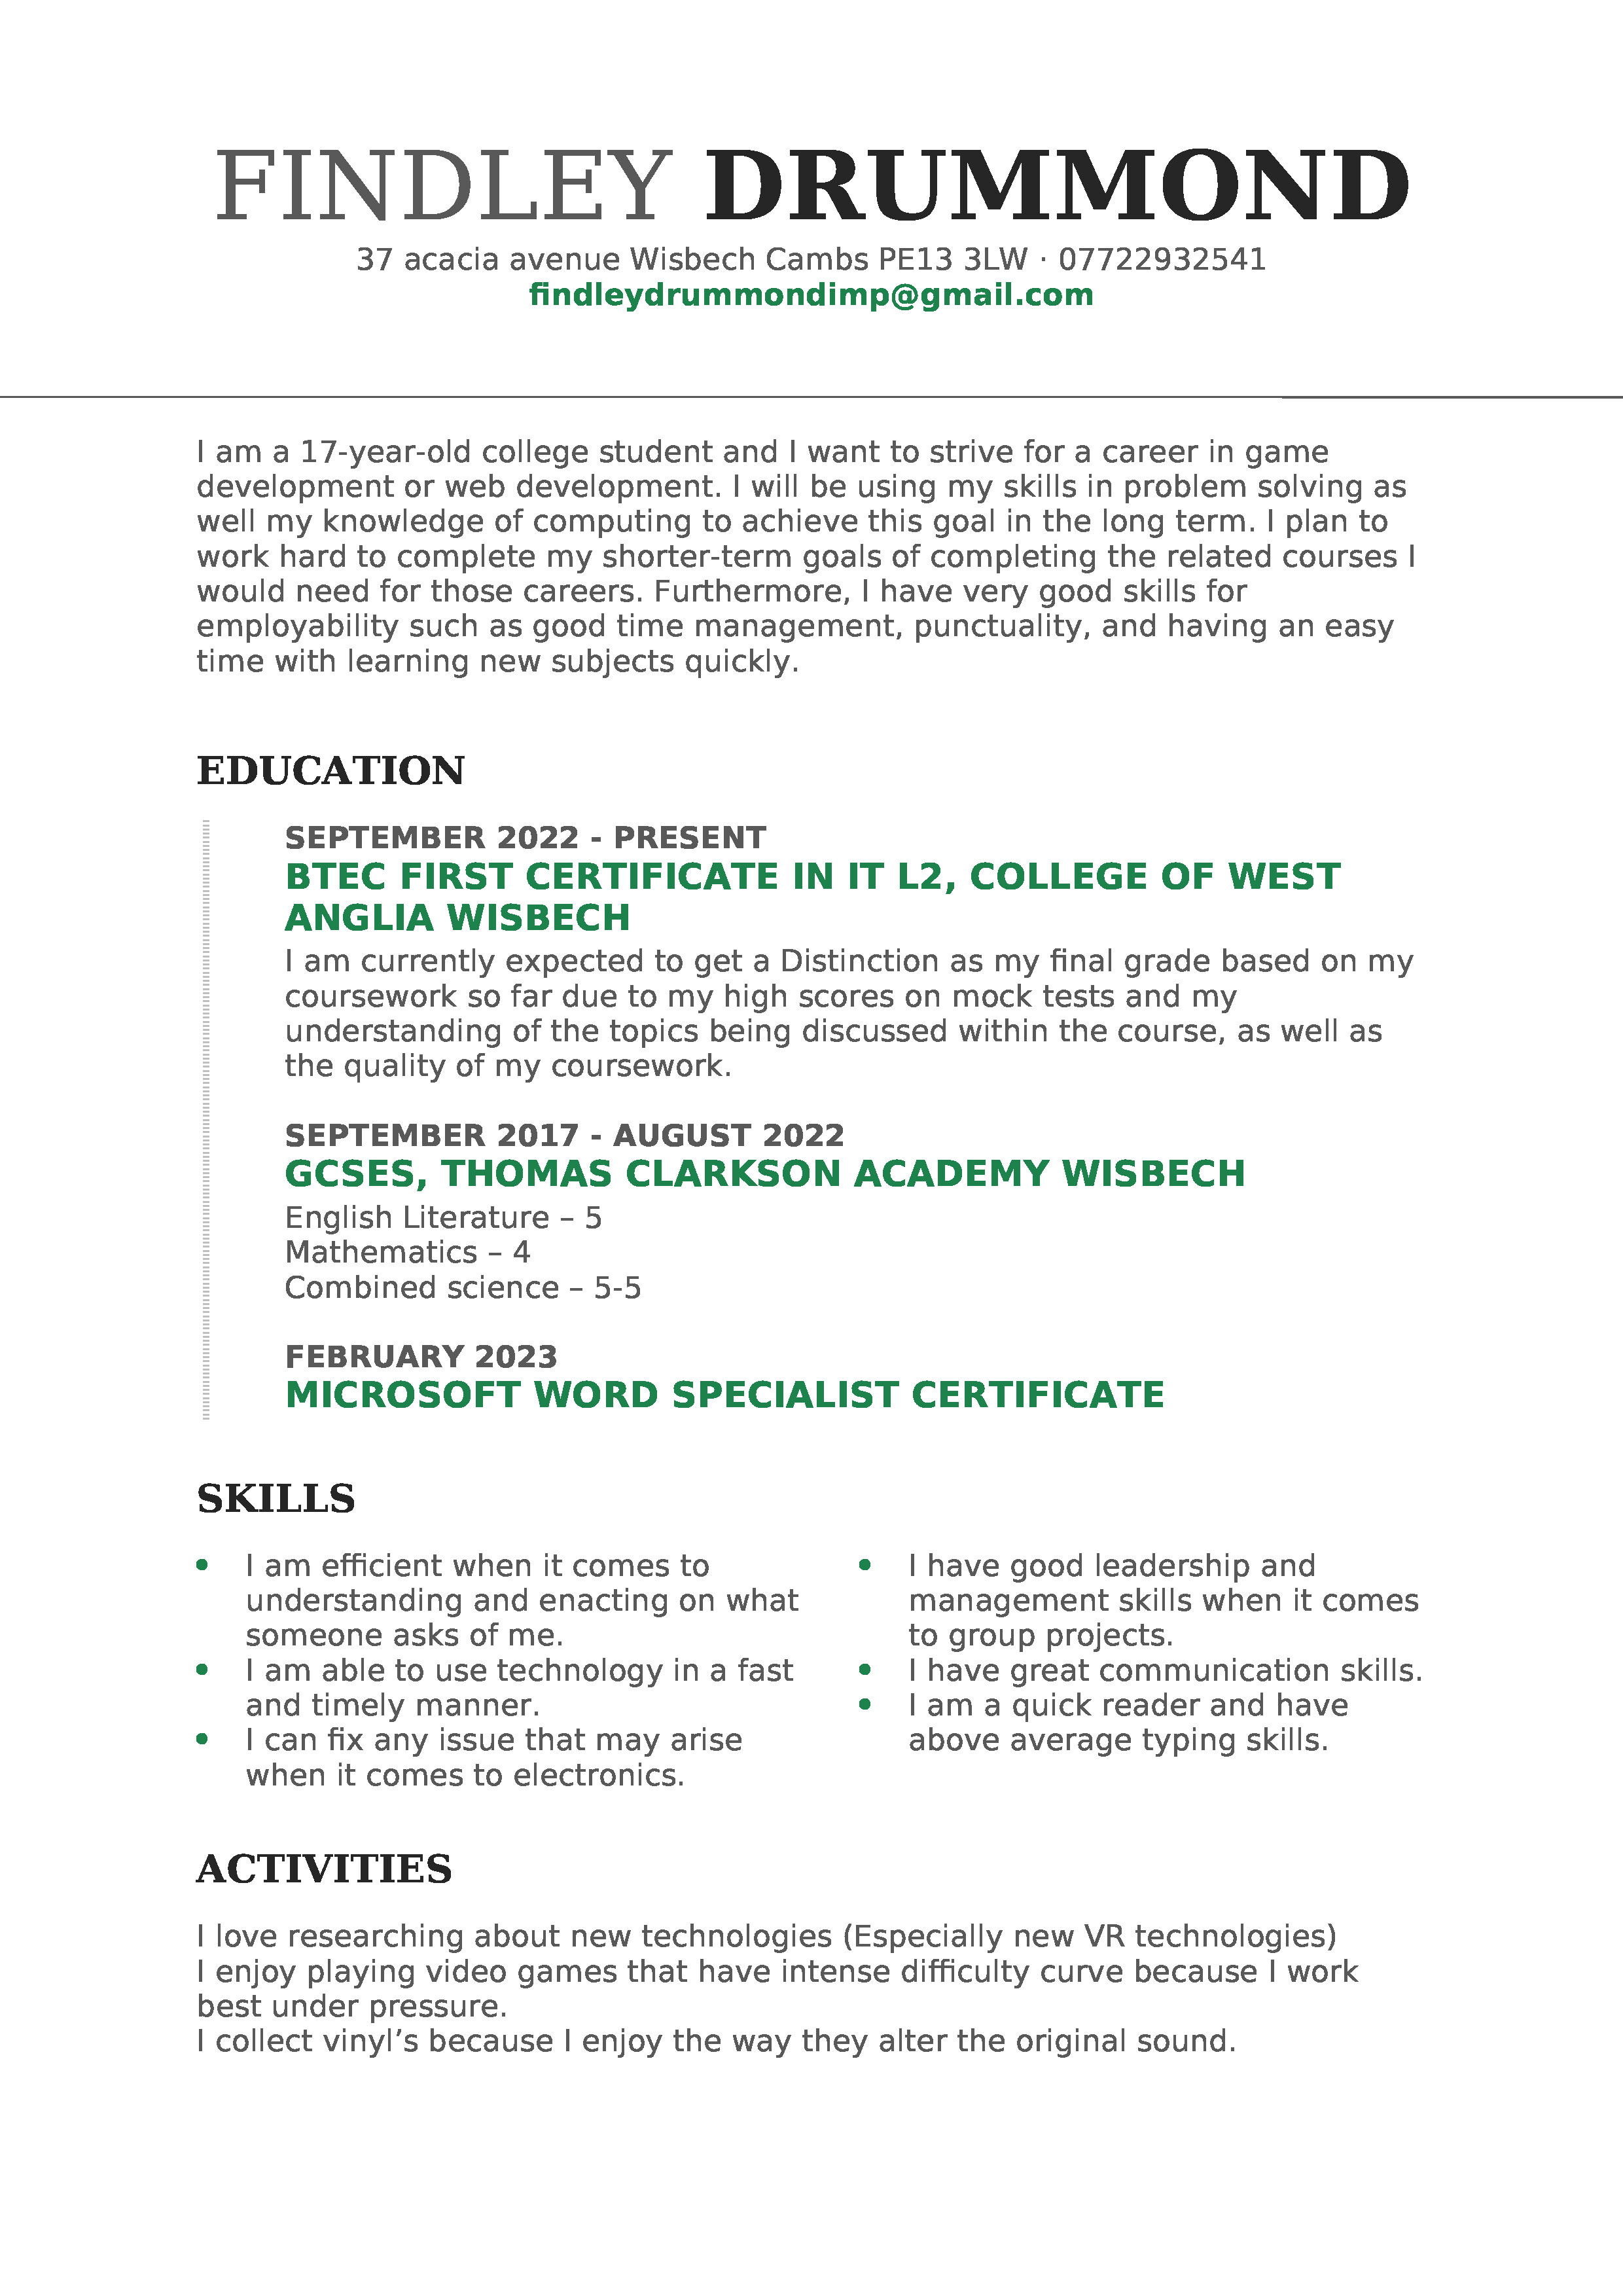 FINDLEY DRUMMOND
37 acacia avenue Wisbech Cambs PE13 3LW · 07722932541
findleydrummondimp@gmail.com
I am a 17-year-old college student and I want to strive for a career in game
development or web development. I will be using my skills in problem solving as
well my knowledge of computing to achieve this goal in the long term. I plan to
work hard to complete my shorter-term goals of completing the related courses I
would need for those careers. Furthermore, I have very good skills for
employability such as good time management, punctuality, and having an easy
time with learning new subjects quickly.
EDUCATION
SEPTEMBER 2022 - PRESENT
BTEC FIRST CERTIFICATE IN IT L2, COLLEGE OF WEST
ANGLIA WISBECH
I am currently expected to get a Distinction as my final grade based on my
coursework so far due to my high scores on mock tests and my
understanding of the topics being discussed within the course, as well as
the quality of my coursework.
SEPTEMBER 2017 - AUGUST 2022
GCSES, THOMAS CLARKSON ACADEMY WISBECH
English Literature – 5
Mathematics – 4
Combined science – 5-5
FEBRUARY 2023
MICROSOFT WORD SPECIALIST CERTIFICATE
SKILLS
• I am efficient when it comes to
understanding and enacting on what
someone asks of me.
• I am able to use technology in a fast
and timely manner.
• I can fix any issue that may arise
when it comes to electronics.
• I have good leadership and
management skills when it comes
to group projects.
• I have great communication skills.
• I am a quick reader and have
above average typing skills.
ACTIVITIES
I love researching about new technologies (Especially new VR technologies)
I enjoy playing video games that have intense difficulty curve because I work
best under pressure.
I collect vinyl’s because I enjoy the way they alter the original sound.